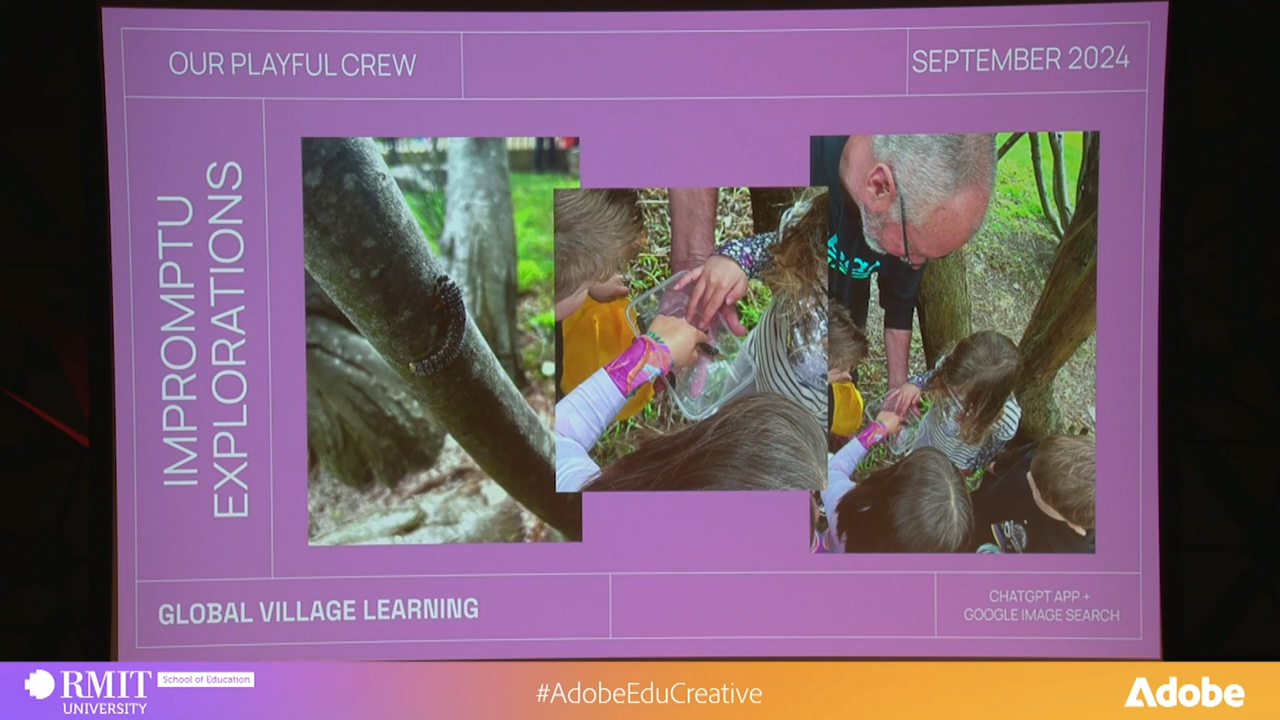 OUR PLAYFUL CREW
SEPTEMBER 2024
IMPROMPTU
EXPLORATIONS
GLOBAL VILLAGE LEARNING
CHATGPT APP +
GOOGLE IMAGE SEARCH
RMIT
UNIVERSITY
School of Education
#AdobeEduCreative
Adobe